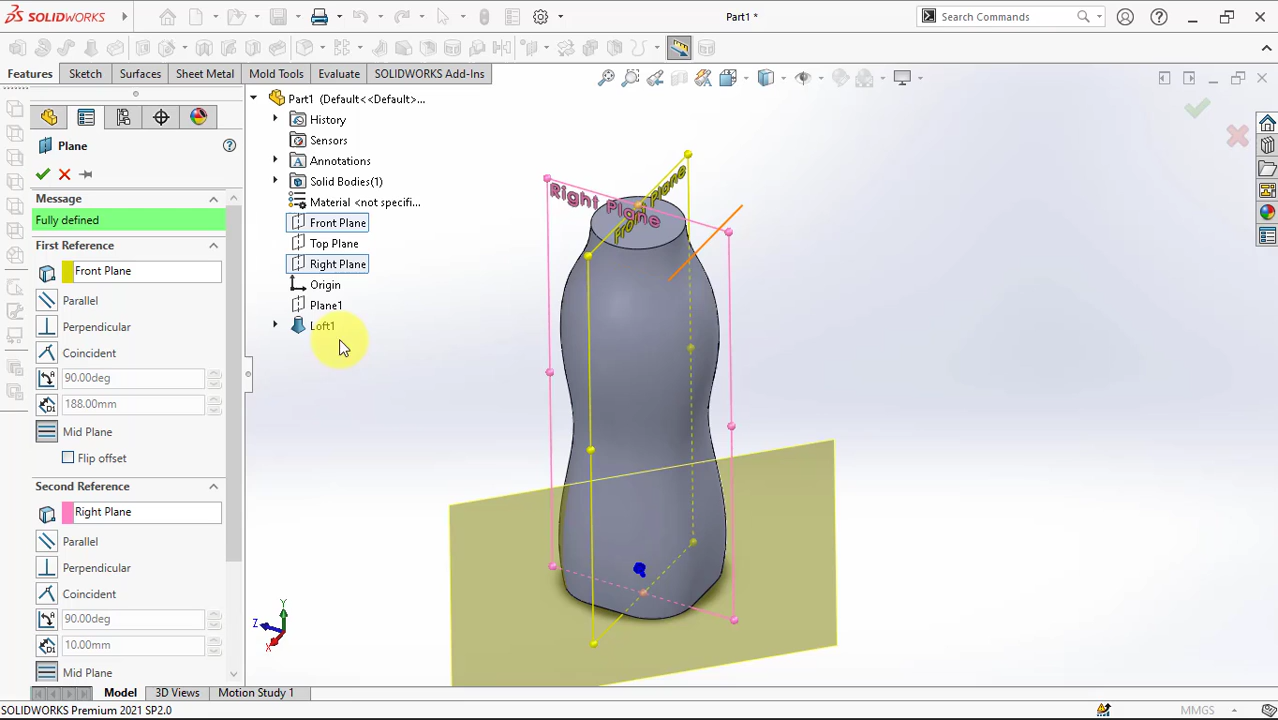 SOLIDWORKS
Part1 *
Search Commands
Features
Sketch
Surfaces
Sheet Metal
Mold Tools
Evaluate
SOLIDWORKS Add-Ins
Plane
Message
Fully defined
First Reference
Front Plane
Parallel
Perpendicular
Coincident
90.00deg
188.00mm
Mid Plane
Flip offset
Second Reference
Right Plane
Parallel
Perpendicular
Coincident
90.00deg
10.00mm
Mid Plane
Part1 (Default<<Default>...
History
Sensors
Annotations
Solid Bodies(1)
Material <not specifi...
Front Plane
Top Plane
Right Plane
Origin
Plane1
Loft1
Right Plane
Front Plane
Y
Z
X
Model
3D Views
Motion Study 1
SOLIDWORKS Premium 2021 SP2.0
MMGS